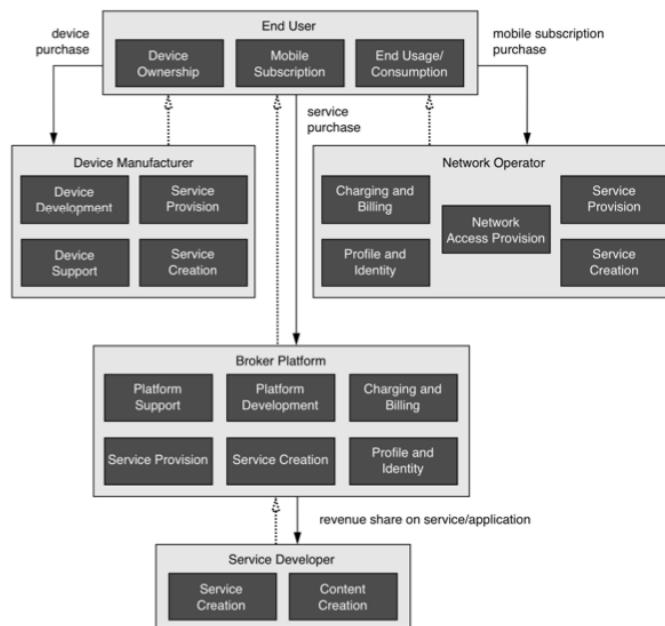 End User
device
purchase
Device
Ownership
Mobile
Subscription
End Usage/
Consumption
mobile subscription
purchase
service
purchase
Device Manufacturer
Device
Development
Service
Provision
Device
Support
Service
Creation
Network Operator
Charging and
Billing
Service
Provision
Network
Access Provision
Profile and
Identity
Service
Creation
Broker Platform
Platform
Support
Platform
Development
Charging and
Billing
Service Provision
Service Creation
Profile and
Identity
revenue share on service/application
Service Developer
Service
Creation
Content
Creation